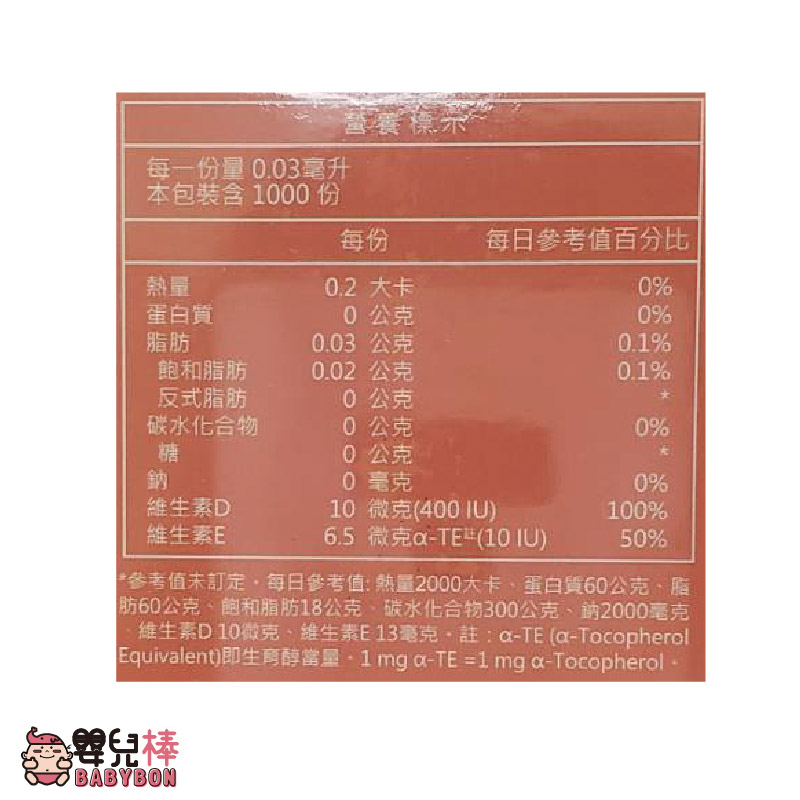 營養標示
每一份量 0.03毫升
本包裝含 1000 份
每份 每日參考值百分比
熱量 0.2 大卡 0%
蛋白質 0 公克 0%
脂肪 0.03 公克 0.1%
飽和脂肪 0.02 公克 0.1%
反式脂肪 0 公克 *
碳水化合物 0 公克 0%
糖 0 公克 *
鈉 0 毫克 0%
維生素D 10 微克(400 IU) 100%
維生素E 6.5 微克α-TE註(10 IU) 50%
*參考值未訂定。每日參考值: 熱量2000大卡、蛋白質60公克、脂
肪60公克、飽和脂肪18公克、碳水化合物300公克、鈉2000毫克
、維生素D 10微克、維生素E 13毫克。註：α-TE (α-Tocopherol
Equivalent)即生育醇當量。1 mg α-TE =1 mg α-Tocopherol。
嬰兒棒
BABYBON